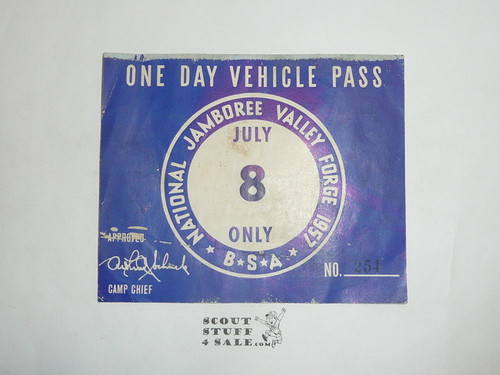 ONE DAY VEHICLE PASS
NATIONAL JAMBOREE VALLEY FORGE 1957
JULY
8
ONLY
B★S★A
APPROVED
CAMP CHIEF
NO. 254
SCOUT
STUFF
4 SALE.COM